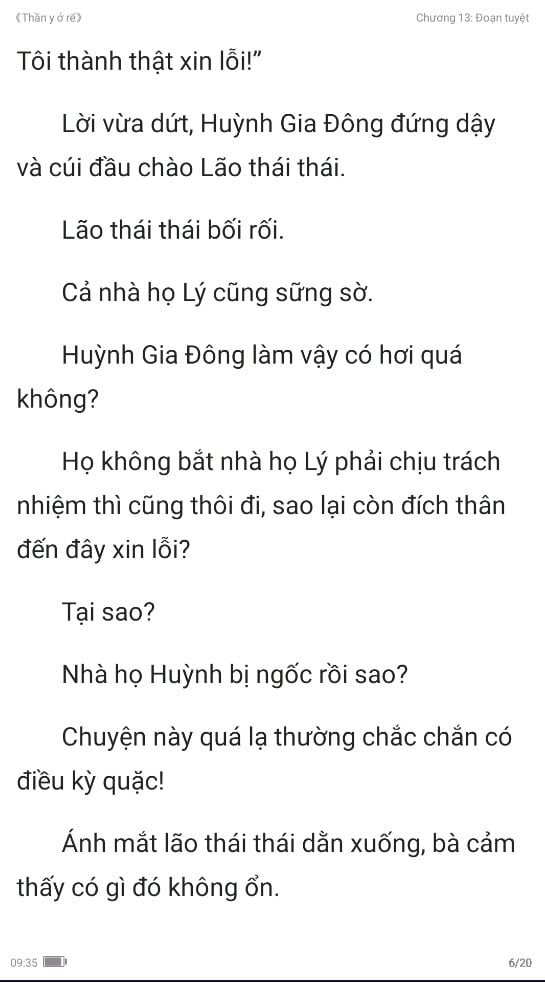 《Thần y ở rể》 Chương 13: Đoạn tuyệt
Tôi thành thật xin lỗi!”
Lời vừa dứt, Huỳnh Gia Đông đứng dậy
và cúi đầu chào Lão thái thái.
Lão thái thái bối rối.
Cả nhà họ Lý cũng sững sờ.
Huỳnh Gia Đông làm vậy có hơi quá
không?
Họ không bắt nhà họ Lý phải chịu trách
nhiệm thì cũng thôi đi, sao lại còn đích thân
đến đây xin lỗi?
Tại sao?
Nhà họ Huỳnh bị ngốc rồi sao?
Chuyện này quá lạ thường chắc chắn có
điều kỳ quặc!
Ánh mắt lão thái thái dằn xuống, bà cảm
thấy có gì đó không ổn.
09:35 6/20